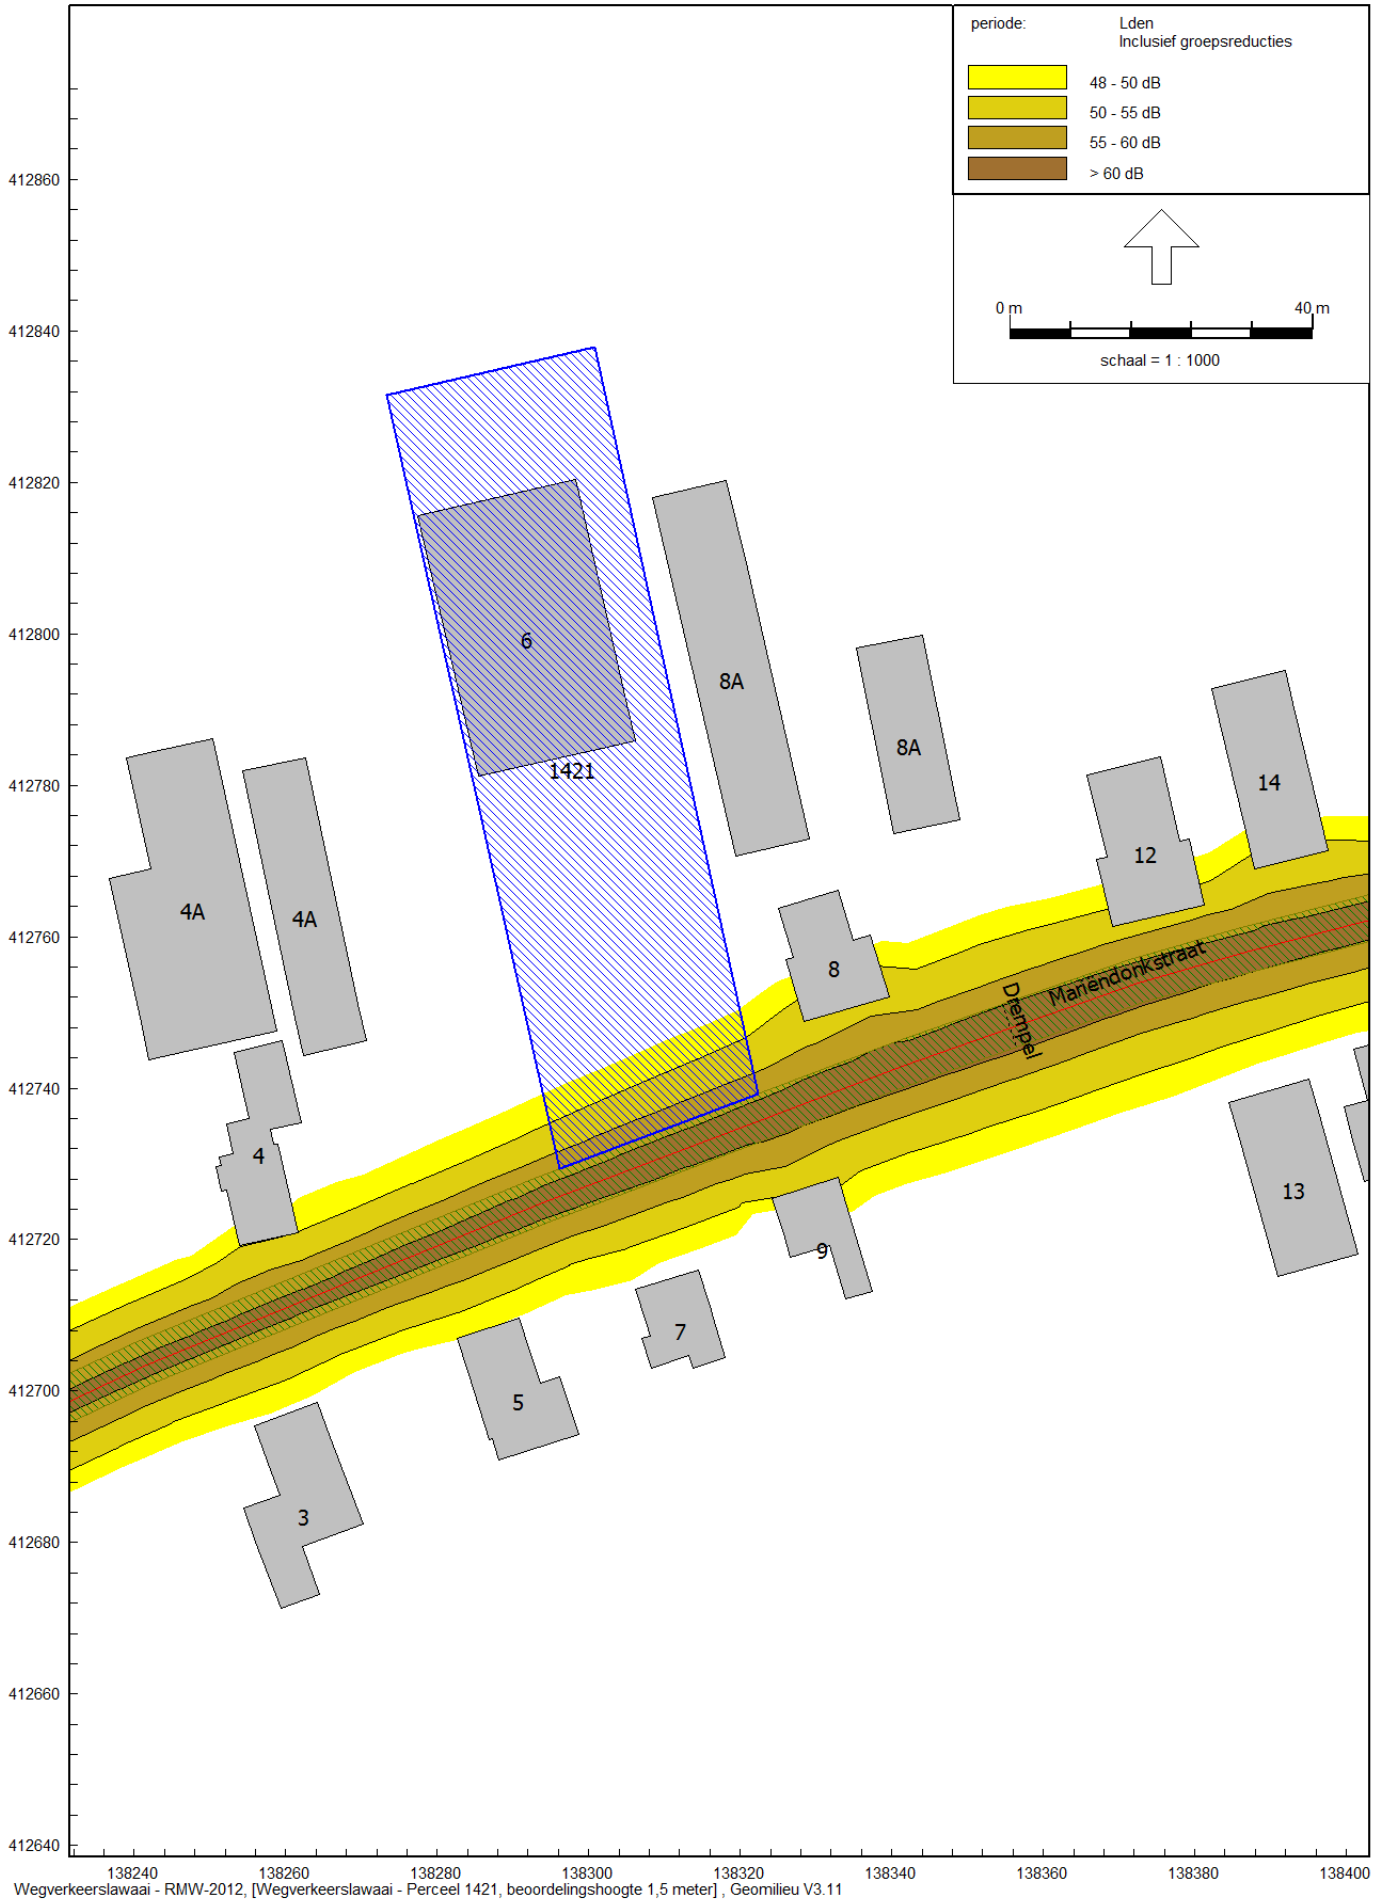 periode: Lden
Inclusief groepsreducties
48 - 50 dB
50 - 55 dB
55 - 60 dB
> 60 dB
0 m 40 m
schaal = 1 : 1000
412860
412840
412820
412800
412780
412760
412740
412720
412700
412680
412660
412640
6
8A
8A
1421
14
12
4A
4A
8
Mariëndonkstraat
Drempel
4
13
9
7
5
3
138240 138260 138280 138300 138320 138340 138360 138380 138400
Wegverkeerslawaai - RMW-2012, [Wegverkeerslawaai - Perceel 1421, beoordelingshoogte 1,5 meter] , Geomilieu V3.11